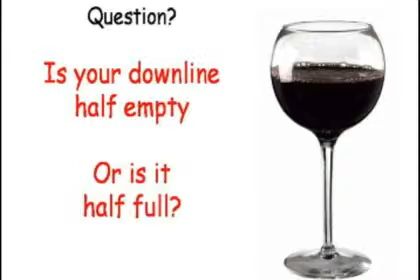 Question?
Is your downline
half empty
Or is it
half full?